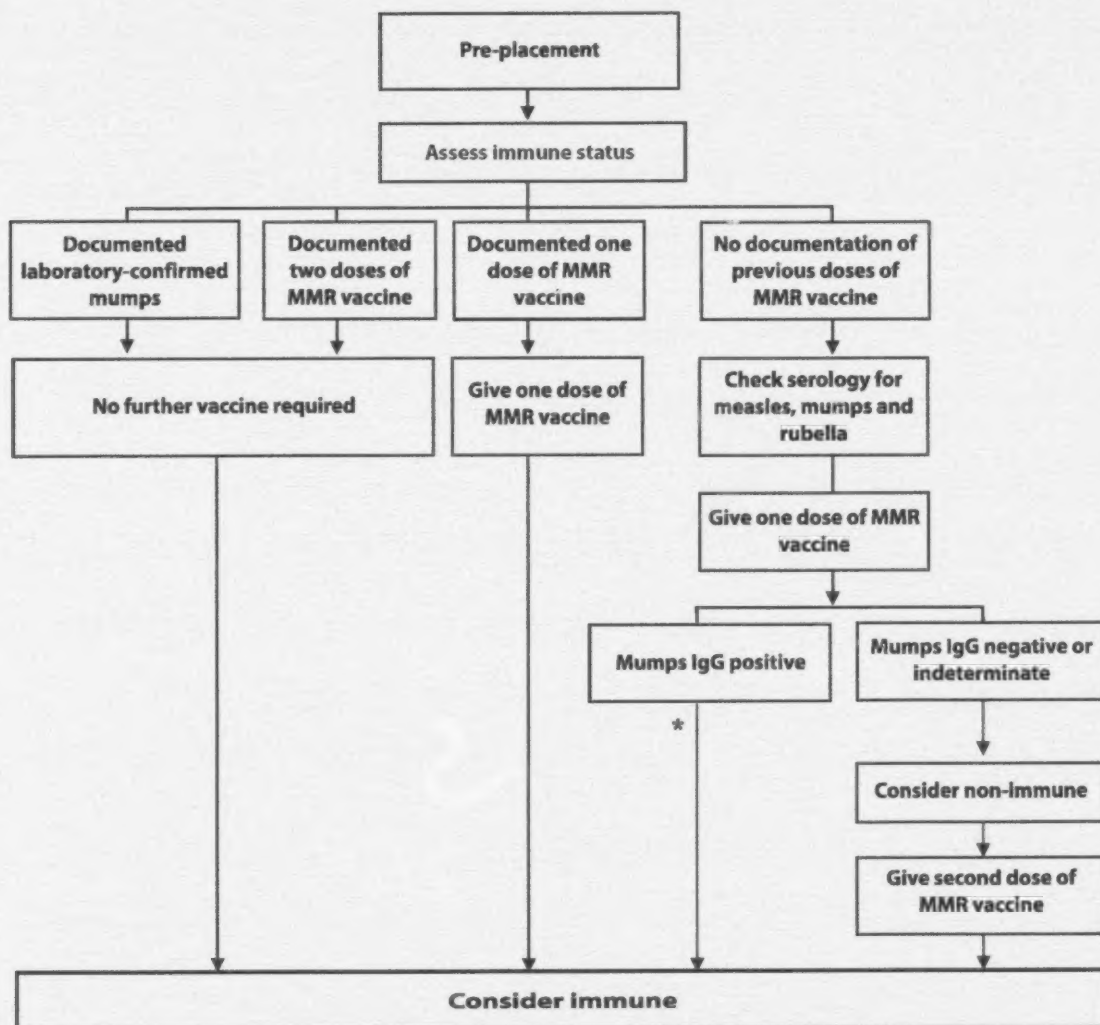 Pre-placement
Assess immune status
Documented
laboratory-confirmed
mumps
Documented
two doses of
MMR vaccine
Documented one
dose of MMR
vaccine
No documentation of
previous doses of
MMR vaccine
No further vaccine required
Give one dose of
MMR vaccine
Check serology for
measles, mumps and
rubella
Give one dose of MMR
vaccine
Mumps IgG positive
Mumps IgG negative or
indeterminate
*
Consider non-immune
Give second dose of
MMR vaccine
Consider immune